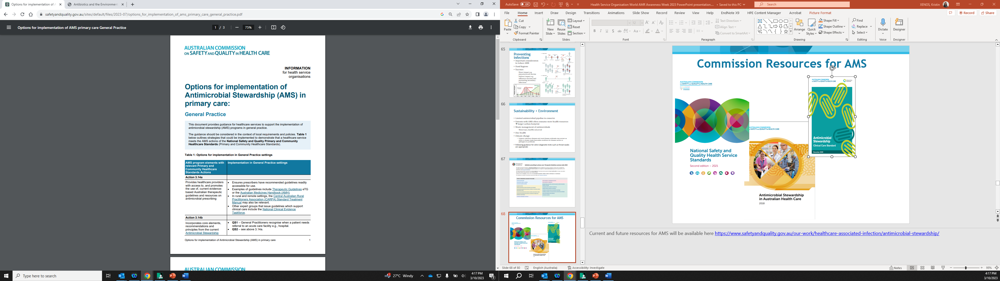 Options for implementation of A
Antibiotics and the Environment
safetyandquality.gov.au/sites/default/files/2023-07/options_for_implementation_of_ams_primary_care_general_practice.pdf
Options for implementation of AMS primary care General Practice
1 / 3
75%
AUSTRALIAN COMMISSION
ON SAFETY AND QUALITY IN HEALTH CARE
INFORMATION
for health service
organisations
Options for implementation of
Antimicrobial Stewardship (AMS) in
primary care:
General Practice
This document provides guidance for healthcare services to support the implementation of
antimicrobial stewardship (AMS) programs in general practice.
The guidance should be considered in the context of local requirements and policies. Table 1
below outlines strategies that could be implemented to demonstrate that a healthcare service
meets the AMS actions of the National Safety and Quality Primary and Community
Healthcare Standards (Primary and Community Healthcare Standards).
Table 1: Options for implementation in General Practice settings
AMS program elements with
relevant Primary and
Community Healthcare
Standards Actions
Implementation in General Practice settings
Action 3.14a
Provides healthcare providers
with access to, and promotes
the use of, current evidence-
based Australian therapeutic
guidelines and resources on
antimicrobial prescribing
• Ensures prescribers have recommended guidelines readily
accessible for use.
• Examples of guidelines include Therapeutic Guidelines eTG
or the Australian Medicines Handbook (AMH)
• In rural and remote settings, the Central Australian Rural
Practitioners Association (CARPA) Standard Treatment
Manual may also be relevant.
• Other expert groups that issue guidelines which support
clinical care include the National Clinical Evidence
Taskforce.
Action 3.14b
Incorporates core elements,
recommendations and
principles from the current
Antimicrobial Stewardship
• QS1 – General Practitioners recognise when a patient needs
referral to an acute care facility e.g., hospital.
• QS2 – see above 3.14a.
Options for implementation of Antimicrobial Stewardship (AMS) in primary care 1
AUSTRALIAN COMMISSION
Type here to search
27°C Windy
4:17 PM
3/10/2023
AutoSave Off
Health Service Organisation World AMR Awareness Week 2023 PowerPoint presentation.... • Saved to this PC
Search
XENOS, Kristin
File Home Insert Draw Design Transitions Animations Slide Show Record Review View Help EndNote X9 HPE Content Manager Acrobat Picture Format
Record
Share
Paste
Cut
Copy
Format Painter
Clipboard
New
Slide
Reuse
Slides
Layout
Reset
Section
Slides
12
Font
Text Direction
Align Text
Convert to SmartArt
Paragraph
Arrange
Quick
Styles
Shape Fill
Shape Outline
Shape Effects
Drawing
Find
Replace
Select
Editing
Dictate
Voice
Designer
Designer
65
Preventing
infections
• Important consideration
to reduce AMR
• Hand hygiene
• Vaccines
– Direct impact e.g.
pneumococcal vaccine
– Indirect impact e.g.
influenza vaccines and
preventing secondary
infections
66
Sustainability + Environment
• Limited antimicrobial pipeline to conserve
• Patients with AMR often consume more health resources
→ larger carbon footprint
• Waste management of antimicrobials
Waterways, landfill, industrial
• One Health
• Climate change
• Following guidance for when diagnostic tests such as throat swabs
are appropriate
67
68
Commission Resources for AMS
National Safety and
Quality Health Service
Standards
Commission Resources for AMS
AUSTRALIAN COMMISSION
ON SAFETY AND QUALITY IN HEALTH CARE
NSQHS
National Safety and
Quality Health Service
Standards
Second edition – 2021
AUSTRALIAN COMMISSION
SAFETY AND QUALITY IN HEALTH CARE
Antimicrobial Stewardship
in Australian Health Care
2018
AUSTRALIAN COMMISSION
ON SAFETY AND QUALITY IN HEALTH CARE
Clinical Care
Standards
Antimicrobial
Stewardship
Clinical Care Standard
November 2020
Current and future resources for AMS will be available here https://www.safetyandquality.gov.au/our-work/healthcare-associated-infection/antimicrobial-stewardship/
Slide 68 of 80
English (Australia)
Accessibility: Investigate
Notes
95%
4:17 PM
3/10/2023